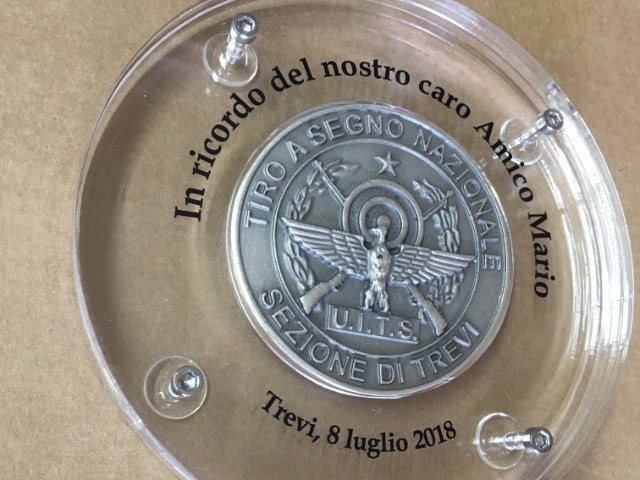 In ricordo del nostro caro Amico Mario
TIRO A SEGNO NAZIONALE
U.I.T.S.
SEZIONE DI TREVI
Trevi, 8 luglio 2018